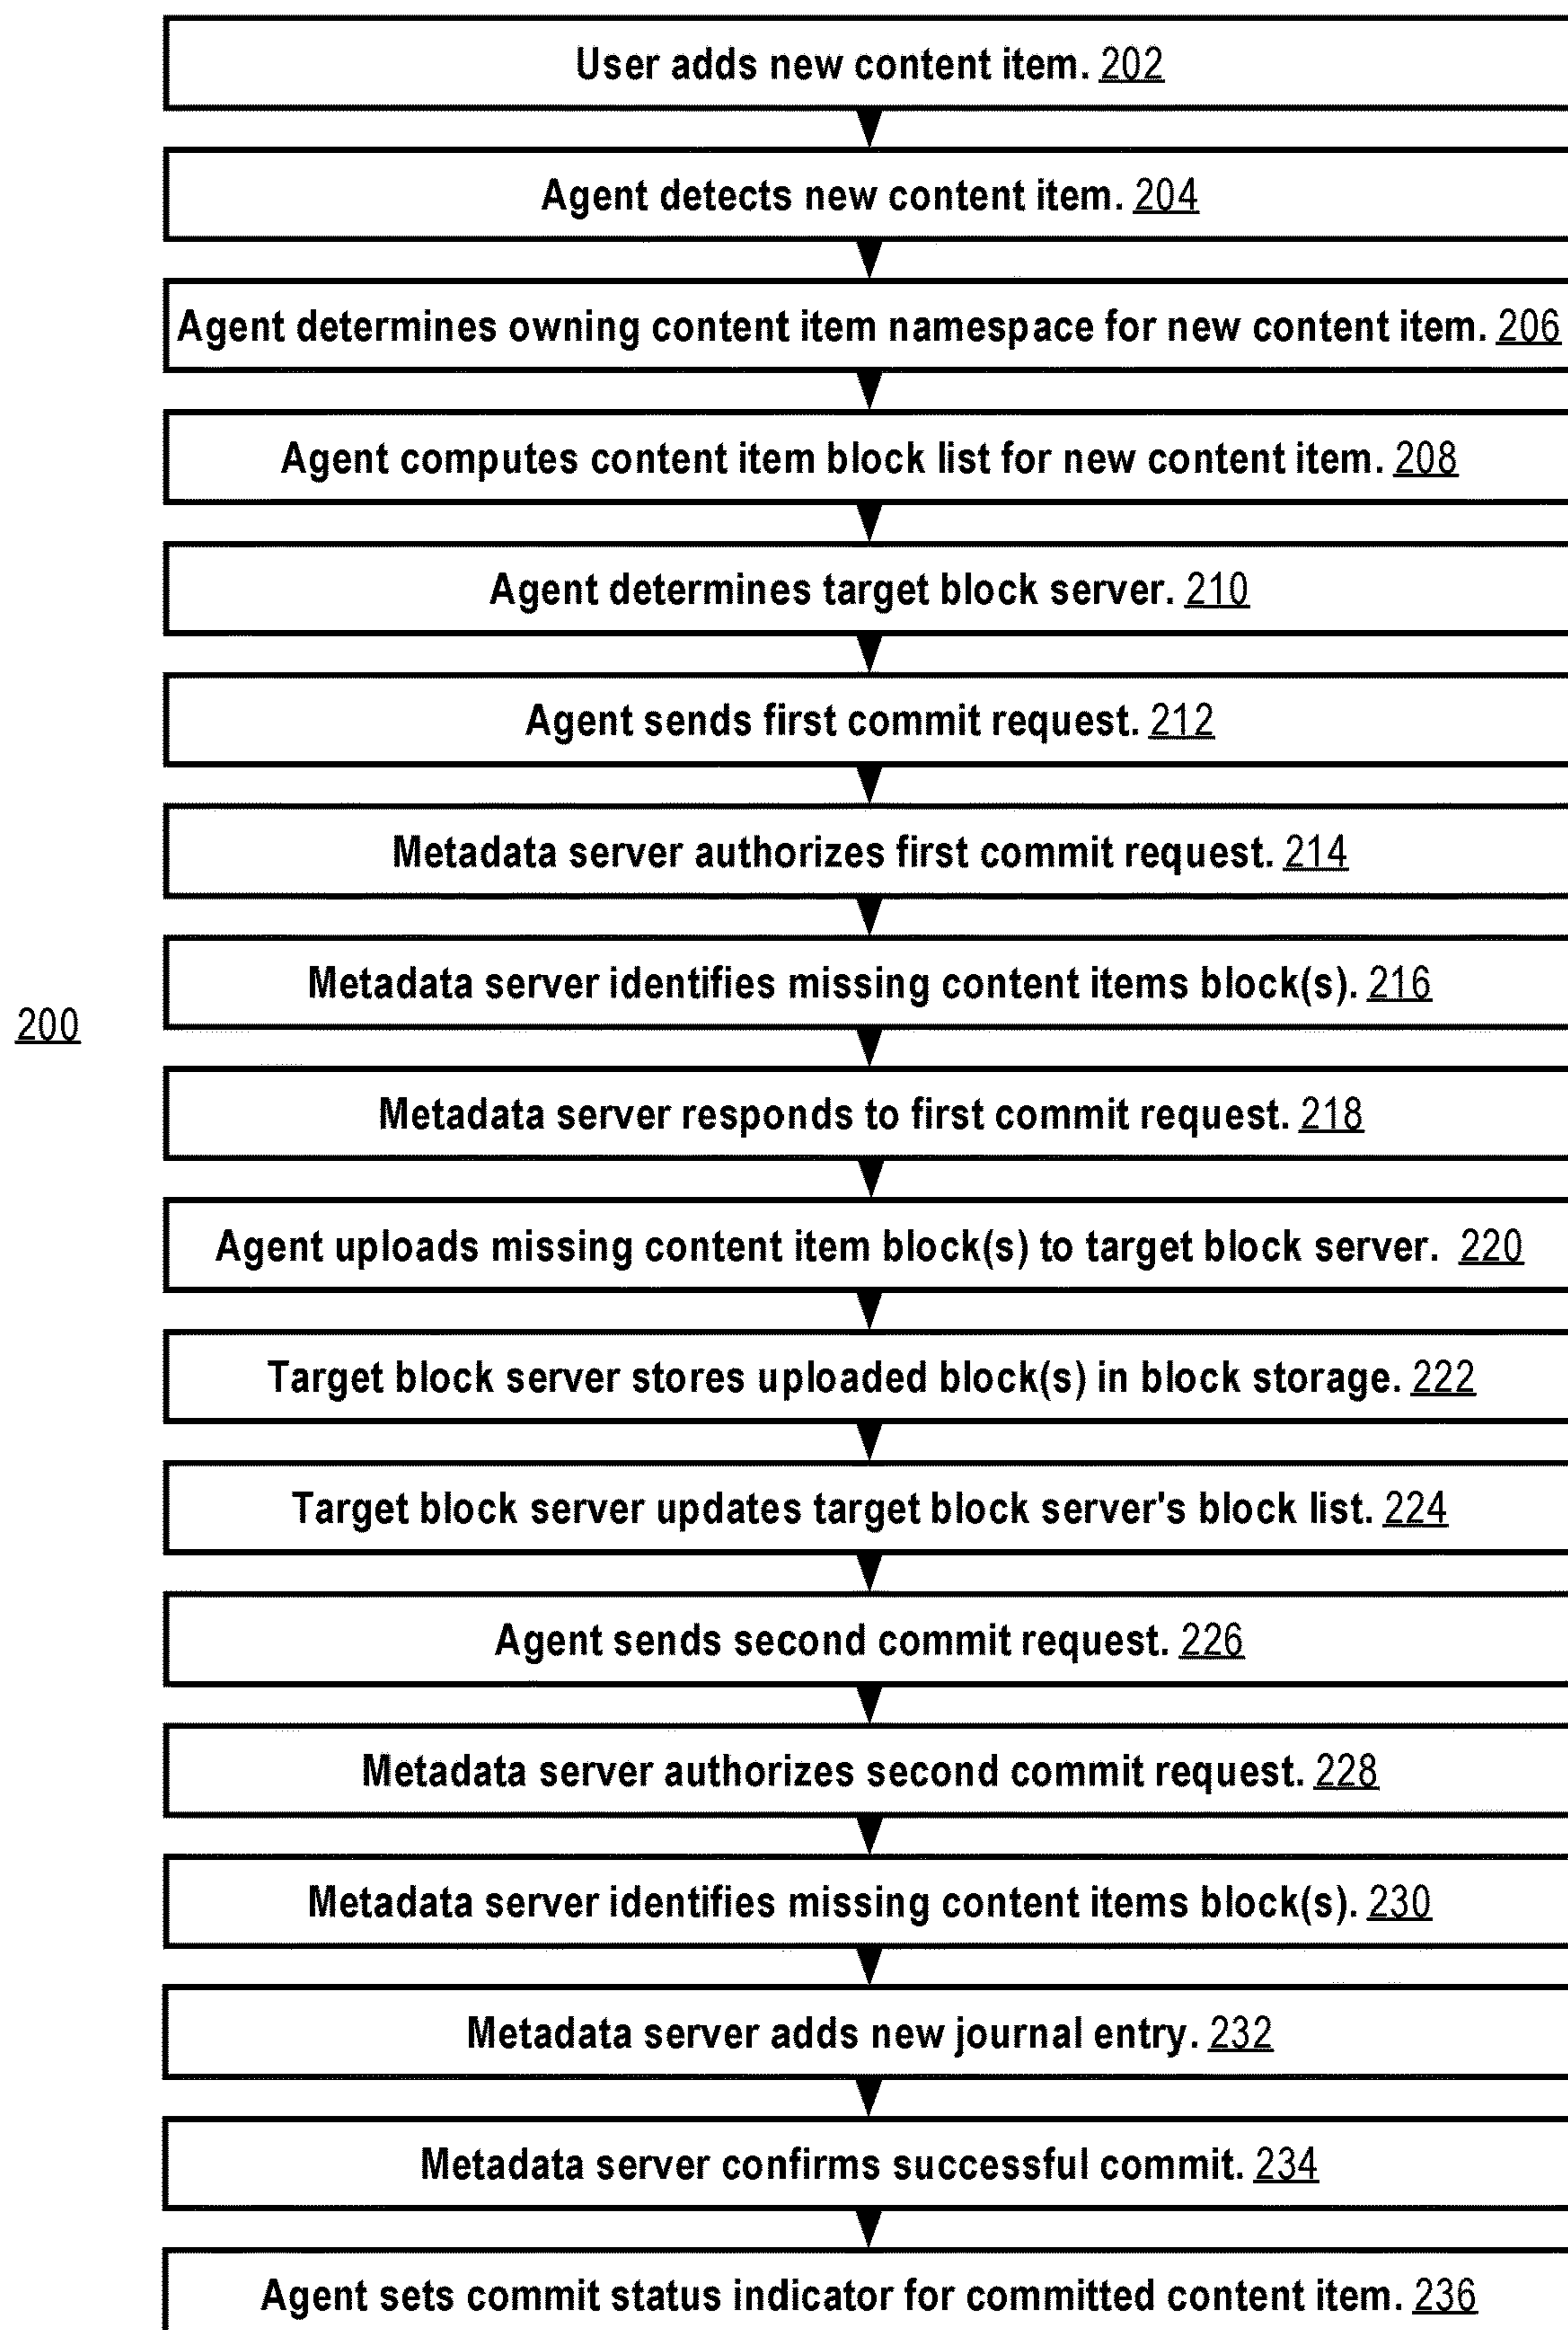 User adds new content item. 202
Agent detects new content item. 204
Agent determines owning content item namespace for new content item. 206
Agent computes content item block list for new content item. 208
Agent determines target block server. 210
Agent sends first commit request. 212
Metadata server authorizes first commit request. 214
Metadata server identifies missing content items block(s). 216
200
Metadata server responds to first commit request. 218
Agent uploads missing content item block(s) to target block server. 220
Target block server stores uploaded block(s) in block storage. 222
Target block server updates target block server's block list. 224
Agent sends second commit request. 226
Metadata server authorizes second commit request. 228
Metadata server identifies missing content items block(s). 230
Metadata server adds new journal entry. 232
Metadata server confirms successful commit. 234
Agent sets commit status indicator for committed content item. 236